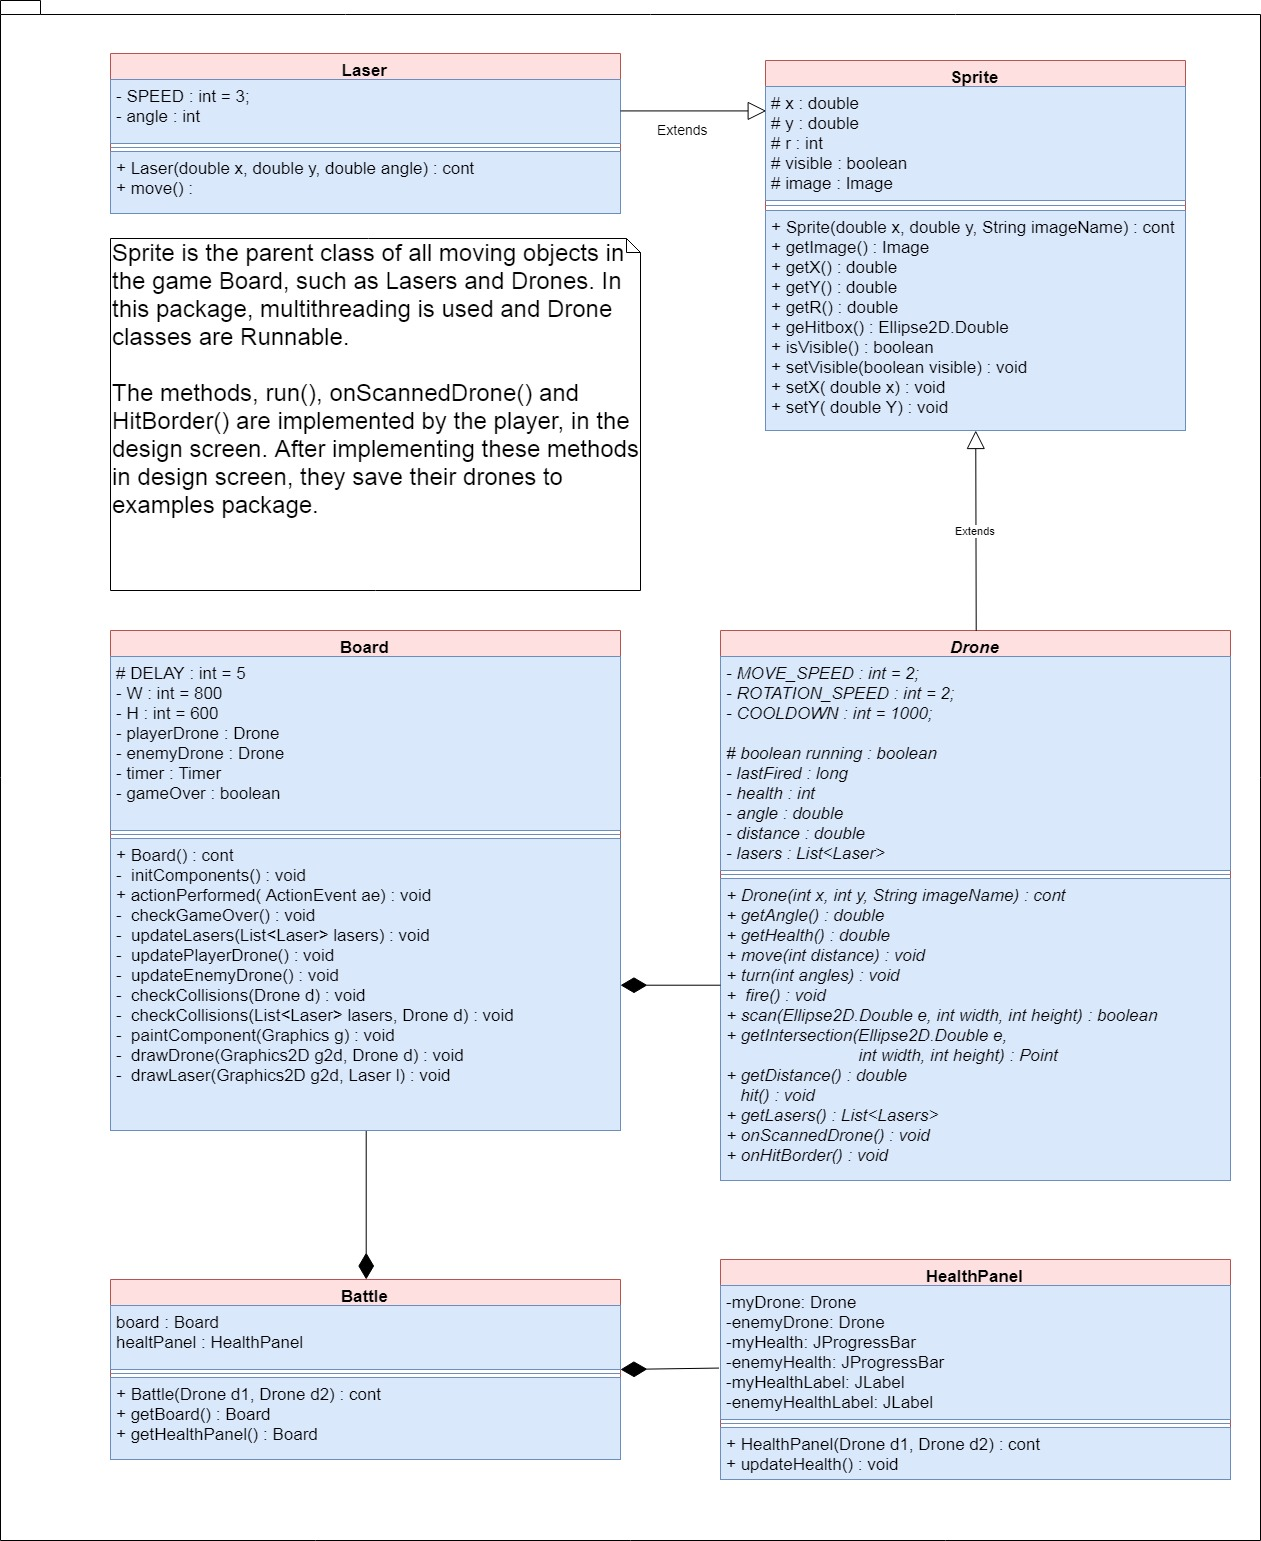 Laser
- SPEED : int = 3;
- angle : int
+ Laser(double x, double y, double angle) : cont
+ move() :
Extends
Sprite
# x : double
# y : double
# r : int
# visible : boolean
# image : Image
+ Sprite(double x, double y, String imageName) : cont
+ getImage() : Image
+ getX() : double
+ getY() : double
+ getR() : double
+ geHitbox() : Ellipse2D.Double
+ isVisible() : boolean
+ setVisible(boolean visible) : void
+ setX( double x) : void
+ setY( double Y) : void
Sprite is the parent class of all moving objects in
the game Board, such as Lasers and Drones. In
this package, multithreading is used and Drone
classes are Runnable.
The methods, run(), onScannedDrone() and
HitBorder() are implemented by the player, in the
design screen. After implementing these methods
in design screen, they save their drones to
examples package.
Extends
Board
# DELAY : int = 5
- W : int = 800
- H : int = 600
- playerDrone : Drone
- enemyDrone : Drone
- timer : Timer
- gameOver : boolean
+ Board() : cont
- initComponents() : void
+ actionPerformed( ActionEvent ae) : void
- checkGameOver() : void
- updateLasers(List<Laser> lasers) : void
- updatePlayerDrone() : void
- updateEnemyDrone() : void
- checkCollisions(Drone d) : void
- checkCollisions(List<Laser> lasers, Drone d) : void
- paintComponent(Graphics g) : void
- drawDrone(Graphics2D g2d, Drone d) : void
- drawLaser(Graphics2D g2d, Laser l) : void
Drone
- MOVE_SPEED : int = 2;
- ROTATION_SPEED : int = 2;
- COOLDOWN : int = 1000;
# boolean running : boolean
- lastFired : long
- health : int
- angle : double
- distance : double
- lasers : List<Laser>
+ Drone(int x, int y, String imageName) : cont
+ getAngle() : double
+ getHealth() : double
+ move(int distance) : void
+ turn(int angles) : void
+ fire() : void
+ scan(Ellipse2D.Double e, int width, int height) : boolean
+ getIntersection(Ellipse2D.Double e,
int width, int height) : Point
+ getDistance() : double
hit() : void
+ getLasers() : List<Lasers>
+ onScannedDrone() : void
+ onHitBorder() : void
Battle
board : Board
healtPanel : HealthPanel
+ Battle(Drone d1, Drone d2) : cont
+ getBoard() : Board
+ getHealthPanel() : Board
HealthPanel
-myDrone: Drone
-enemyDrone: Drone
-myHealth: JProgressBar
-enemyHealth: JProgressBar
-myHealthLabel: JLabel
-enemyHealthLabel: JLabel
+ HealthPanel(Drone d1, Drone d2) : cont
+ updateHealth() : void